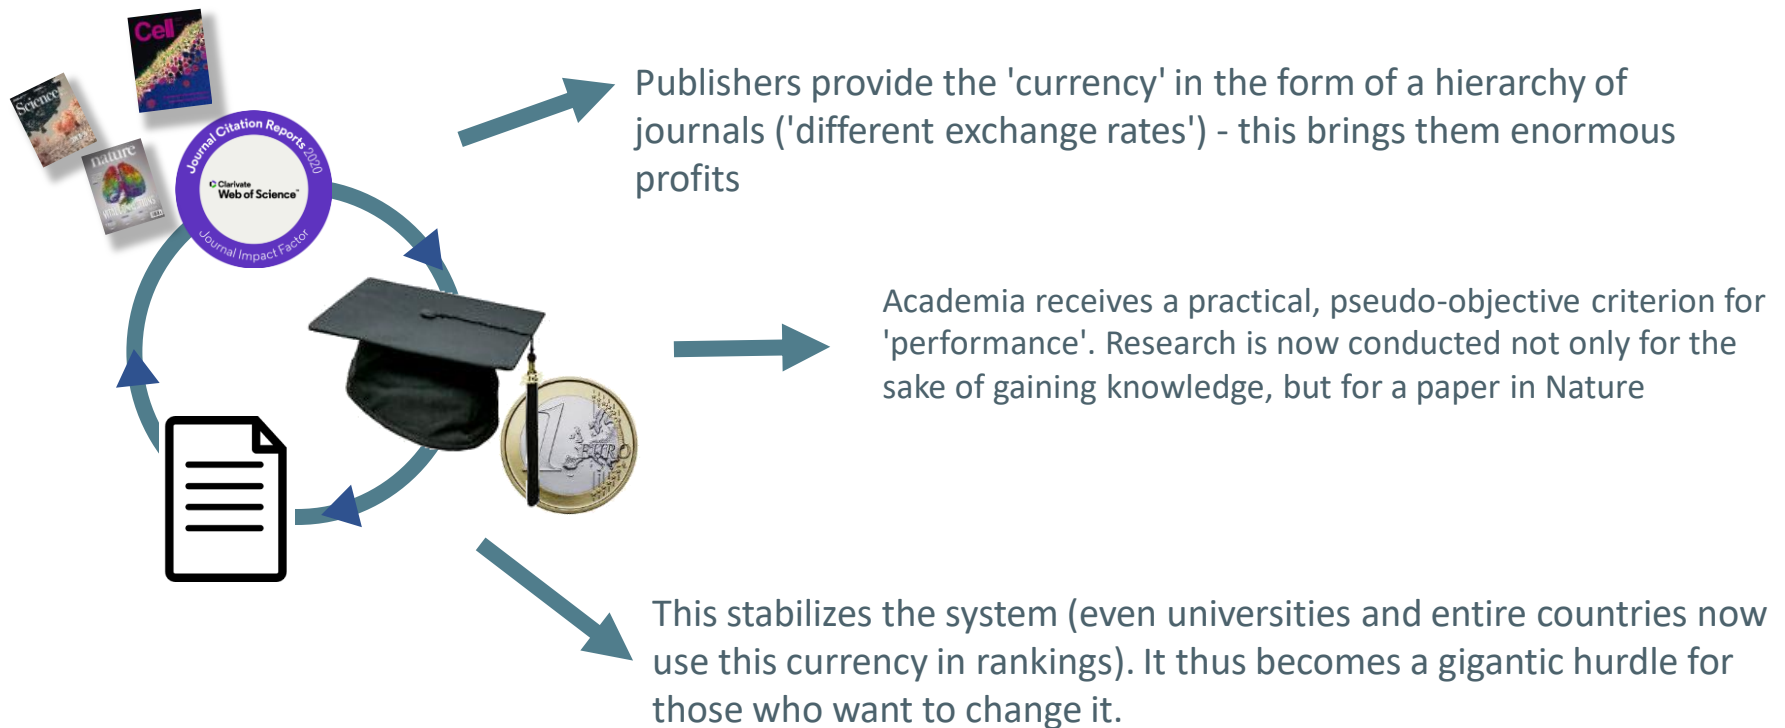 Cell
Science
nature
Journal Citation Reports 2020
Clarivate
Web of Science™
Journal Impact Factor
Publishers provide the 'currency' in the form of a hierarchy of
journals ('different exchange rates') - this brings them enormous
profits
Academia receives a practical, pseudo-objective criterion for
'performance'. Research is now conducted not only for the
sake of gaining knowledge, but for a paper in Nature
1
EURO
This stabilizes the system (even universities and entire countries now
use this currency in rankings). It thus becomes a gigantic hurdle for
those who want to change it.